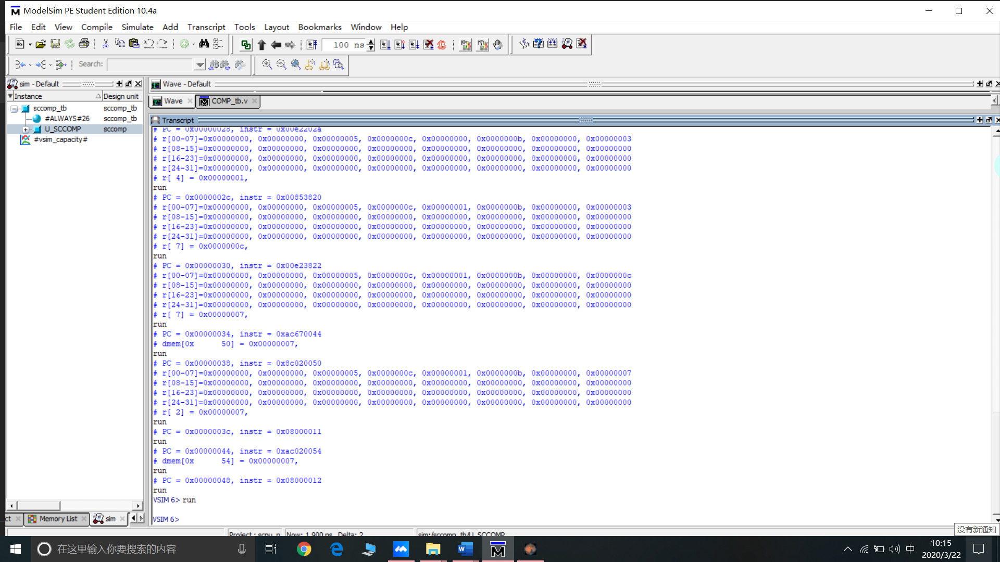 ModelSim PE Student Edition 10.4a
File Edit View Compile Simulate Add Transcript Tools Layout Bookmarks Window Help
100 ns
Search:
sim - Default
Wave - Default
Instance Design unit
Wave COMP_tb.v
sccomp_tb sccomp_tb
#ALWAYS#26 sccomp_tb
U_SCCOMP sccomp
#vsim_capacity#
Transcript
# PC = 0x00000028, instr = 0x00e2202a
# r[00-07]=0x00000000, 0x00000000, 0x00000005, 0x0000000c, 0x00000000, 0x0000000b, 0x00000000, 0x00000003
# r[08-15]=0x00000000, 0x00000000, 0x00000000, 0x00000000, 0x00000000, 0x00000000, 0x00000000, 0x00000000
# r[16-23]=0x00000000, 0x00000000, 0x00000000, 0x00000000, 0x00000000, 0x00000000, 0x00000000, 0x00000000
# r[24-31]=0x00000000, 0x00000000, 0x00000000, 0x00000000, 0x00000000, 0x00000000, 0x00000000, 0x00000000
# r[ 4] = 0x00000001,
run
# PC = 0x0000002c, instr = 0x00853820
# r[00-07]=0x00000000, 0x00000000, 0x00000005, 0x0000000c, 0x00000001, 0x0000000b, 0x00000000, 0x00000003
# r[08-15]=0x00000000, 0x00000000, 0x00000000, 0x00000000, 0x00000000, 0x00000000, 0x00000000, 0x00000000
# r[16-23]=0x00000000, 0x00000000, 0x00000000, 0x00000000, 0x00000000, 0x00000000, 0x00000000, 0x00000000
# r[24-31]=0x00000000, 0x00000000, 0x00000000, 0x00000000, 0x00000000, 0x00000000, 0x00000000, 0x00000000
# r[ 7] = 0x0000000c,
run
# PC = 0x00000030, instr = 0x00e23822
# r[00-07]=0x00000000, 0x00000000, 0x00000005, 0x0000000c, 0x00000001, 0x0000000b, 0x00000000, 0x0000000c
# r[08-15]=0x00000000, 0x00000000, 0x00000000, 0x00000000, 0x00000000, 0x00000000, 0x00000000, 0x00000000
# r[16-23]=0x00000000, 0x00000000, 0x00000000, 0x00000000, 0x00000000, 0x00000000, 0x00000000, 0x00000000
# r[24-31]=0x00000000, 0x00000000, 0x00000000, 0x00000000, 0x00000000, 0x00000000, 0x00000000, 0x00000000
# r[ 7] = 0x00000007,
run
# PC = 0x00000034, instr = 0xac670044
# dmem[0x      50] = 0x00000007,
run
# PC = 0x00000038, instr = 0x8c020050
# r[00-07]=0x00000000, 0x00000000, 0x00000005, 0x0000000c, 0x00000001, 0x0000000b, 0x00000000, 0x00000007
# r[08-15]=0x00000000, 0x00000000, 0x00000000, 0x00000000, 0x00000000, 0x00000000, 0x00000000, 0x00000000
# r[16-23]=0x00000000, 0x00000000, 0x00000000, 0x00000000, 0x00000000, 0x00000000, 0x00000000, 0x00000000
# r[24-31]=0x00000000, 0x00000000, 0x00000000, 0x00000000, 0x00000000, 0x00000000, 0x00000000, 0x00000000
# r[ 2] = 0x00000007,
run
# PC = 0x0000003c, instr = 0x08000011
run
# PC = 0x00000044, instr = 0xac020054
# dmem[0x      54] = 0x00000007,
run
# PC = 0x00000048, instr = 0x08000012
run
VSIM 6> run
VSIM 6>
ct Memory List sim
Project : scpu_p Now: 1,900 ns Delta: 2 sim:/sccomp_tb/U_SCCOMP
没有新通知
在这里输入你要搜索的内容
中
10:15
2020/3/22